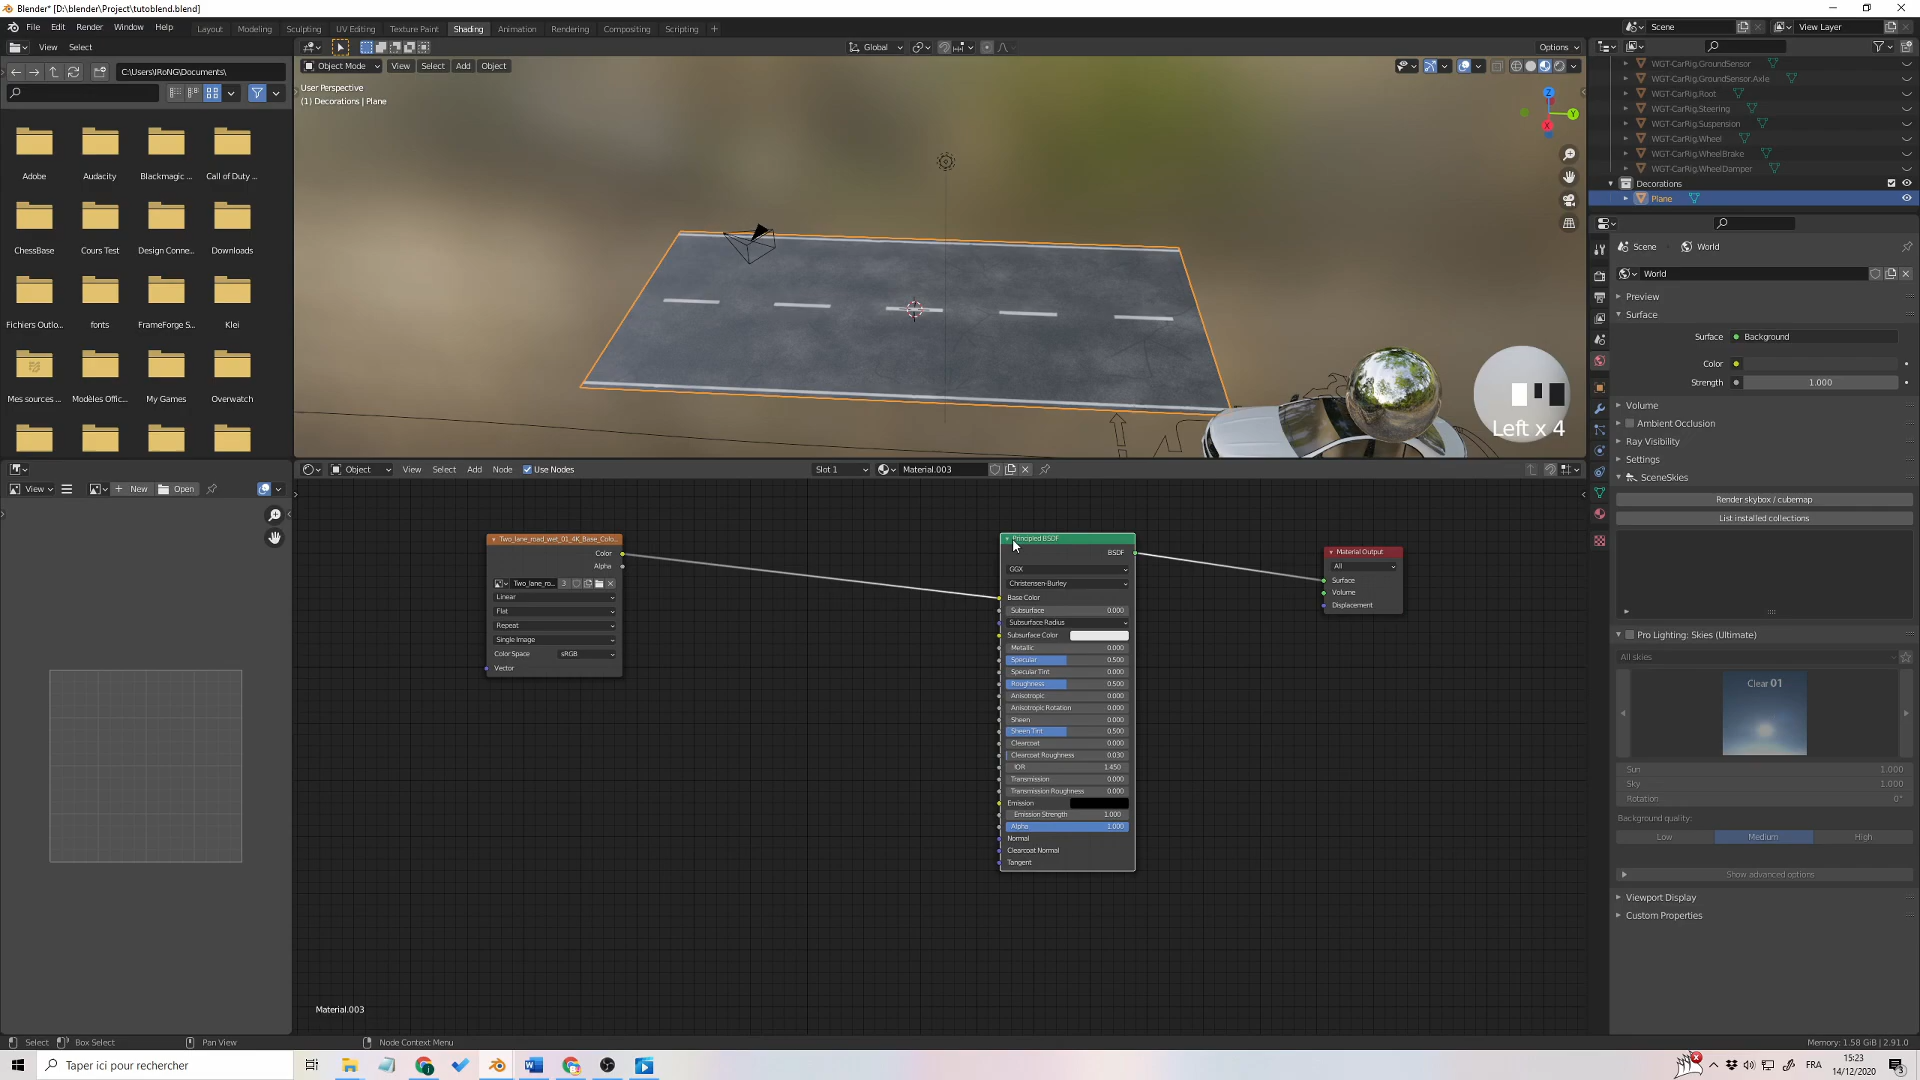 Blender* [D:\blender\Project\tutoblend.blend]
File Edit Render Window Help
Layout Modeling Sculpting UV Editing Texture Paint Shading Animation Rendering Compositing Scripting +
Scene
View Layer
View Select
C:\Users\IRoNG\Documents\
Adobe Audacity Blackmagic ... Call of Duty ...
ChessBase Cours Test Design Conne... Downloads
Fichiers Outlo... fonts FrameForge S... Klei
Mes sources ... Modèles Offic... My Games Overwatch
Global
Options
Object Mode View Select Add Object
User Perspective
(1) Decorations | Plane
Z
Y
X
Left x 4
WGT-CarRig.GroundSensor
WGT-CarRig.GroundSensor.Axle
WGT-CarRig.Root
WGT-CarRig.Steering
WGT-CarRig.Suspension
WGT-CarRig.Wheel
WGT-CarRig.WheelBrake
WGT-CarRig.WheelDamper
Decorations
Plane
Scene World
World
Preview
Surface
Surface Background
Color
Strength 1.000
Volume
Ambient Occlusion
Ray Visibility
Settings
SceneSkies
Render skybox / cubemap
List installed collections
Pro Lighting: Skies (Ultimate)
All skies
Clear 01
Sun 1.000
Sky 1.000
Rotation 0°
Background quality:
Low Medium High
Show advanced options
Viewport Display
Custom Properties
View + New Open
Object View Select Add Node Use Nodes Slot 1 Material.003
Two_lane_road_wet_01_4K_Base_Colo...
Color
Alpha
Two_lane_ro... 3
Linear
Flat
Repeat
Single Image
Color Space sRGB
Vector
Principled BSDF
BSDF
GGX
Christensen-Burley
Base Color
Subsurface 0.000
Subsurface Radius
Subsurface Color
Metallic 0.000
Specular 0.500
Specular Tint 0.000
Roughness 0.500
Anisotropic 0.000
Anisotropic Rotation 0.000
Sheen 0.000
Sheen Tint 0.500
Clearcoat 0.000
Clearcoat Roughness 0.030
IOR 1.450
Transmission 0.000
Transmission Roughness 0.000
Emission
Emission Strength 1.000
Alpha 1.000
Normal
Clearcoat Normal
Tangent
Material Output
All
Surface
Volume
Displacement
Material.003
Select Box Select Pan View Node Context Menu
Memory: 1.58 GiB | 2.91.0
Taper ici pour rechercher
FRA
15:23
14/12/2020
3